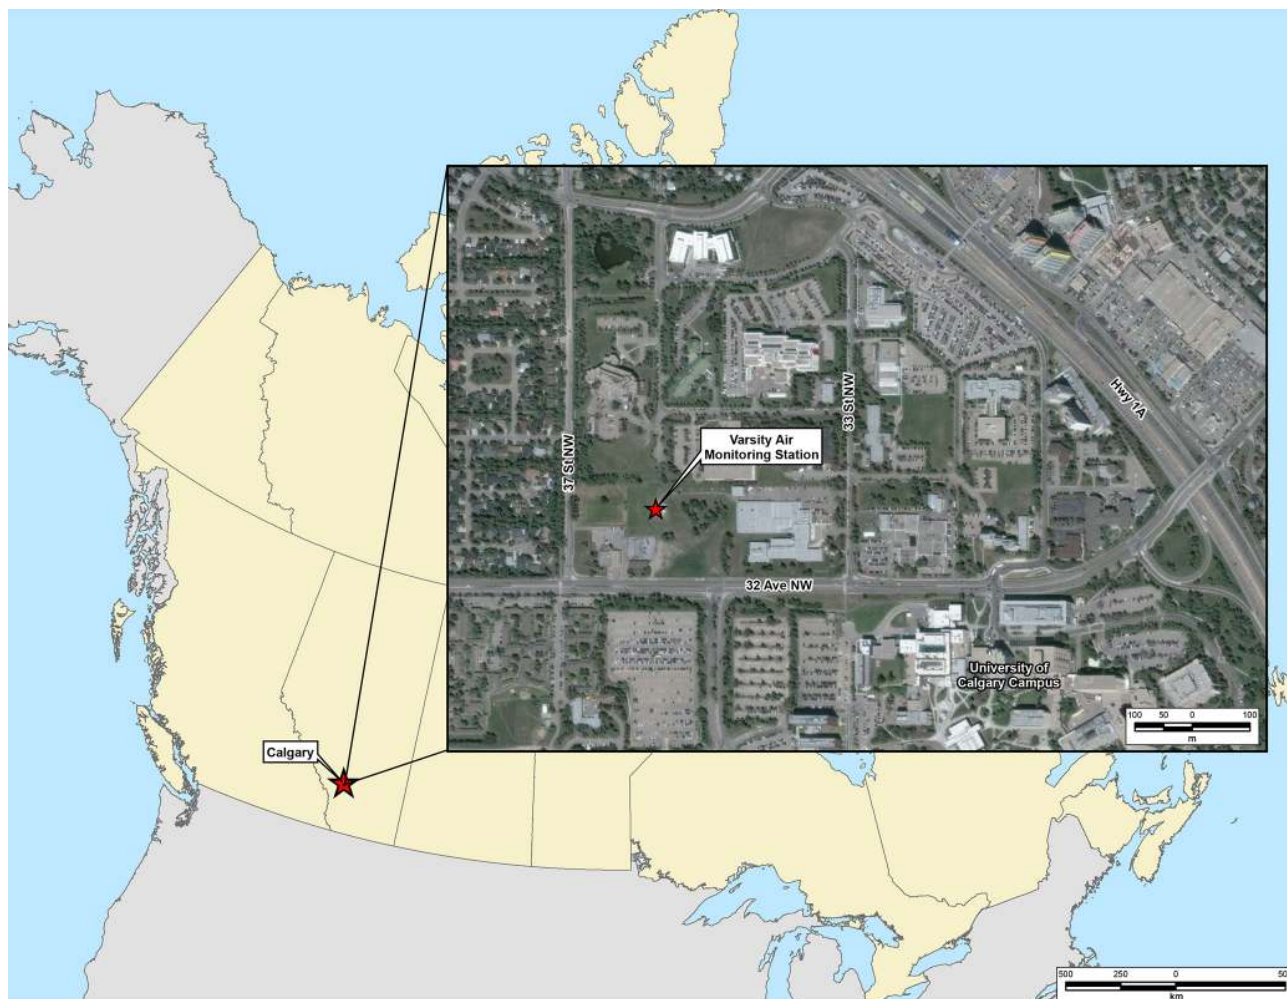 Varsity Air
Monitoring Station
37 St NW
33 St NW
Hwy 1A
32 Ave NW
University of
Calgary Campus
100 50 0 100
m
Calgary
500 250 0 50
km